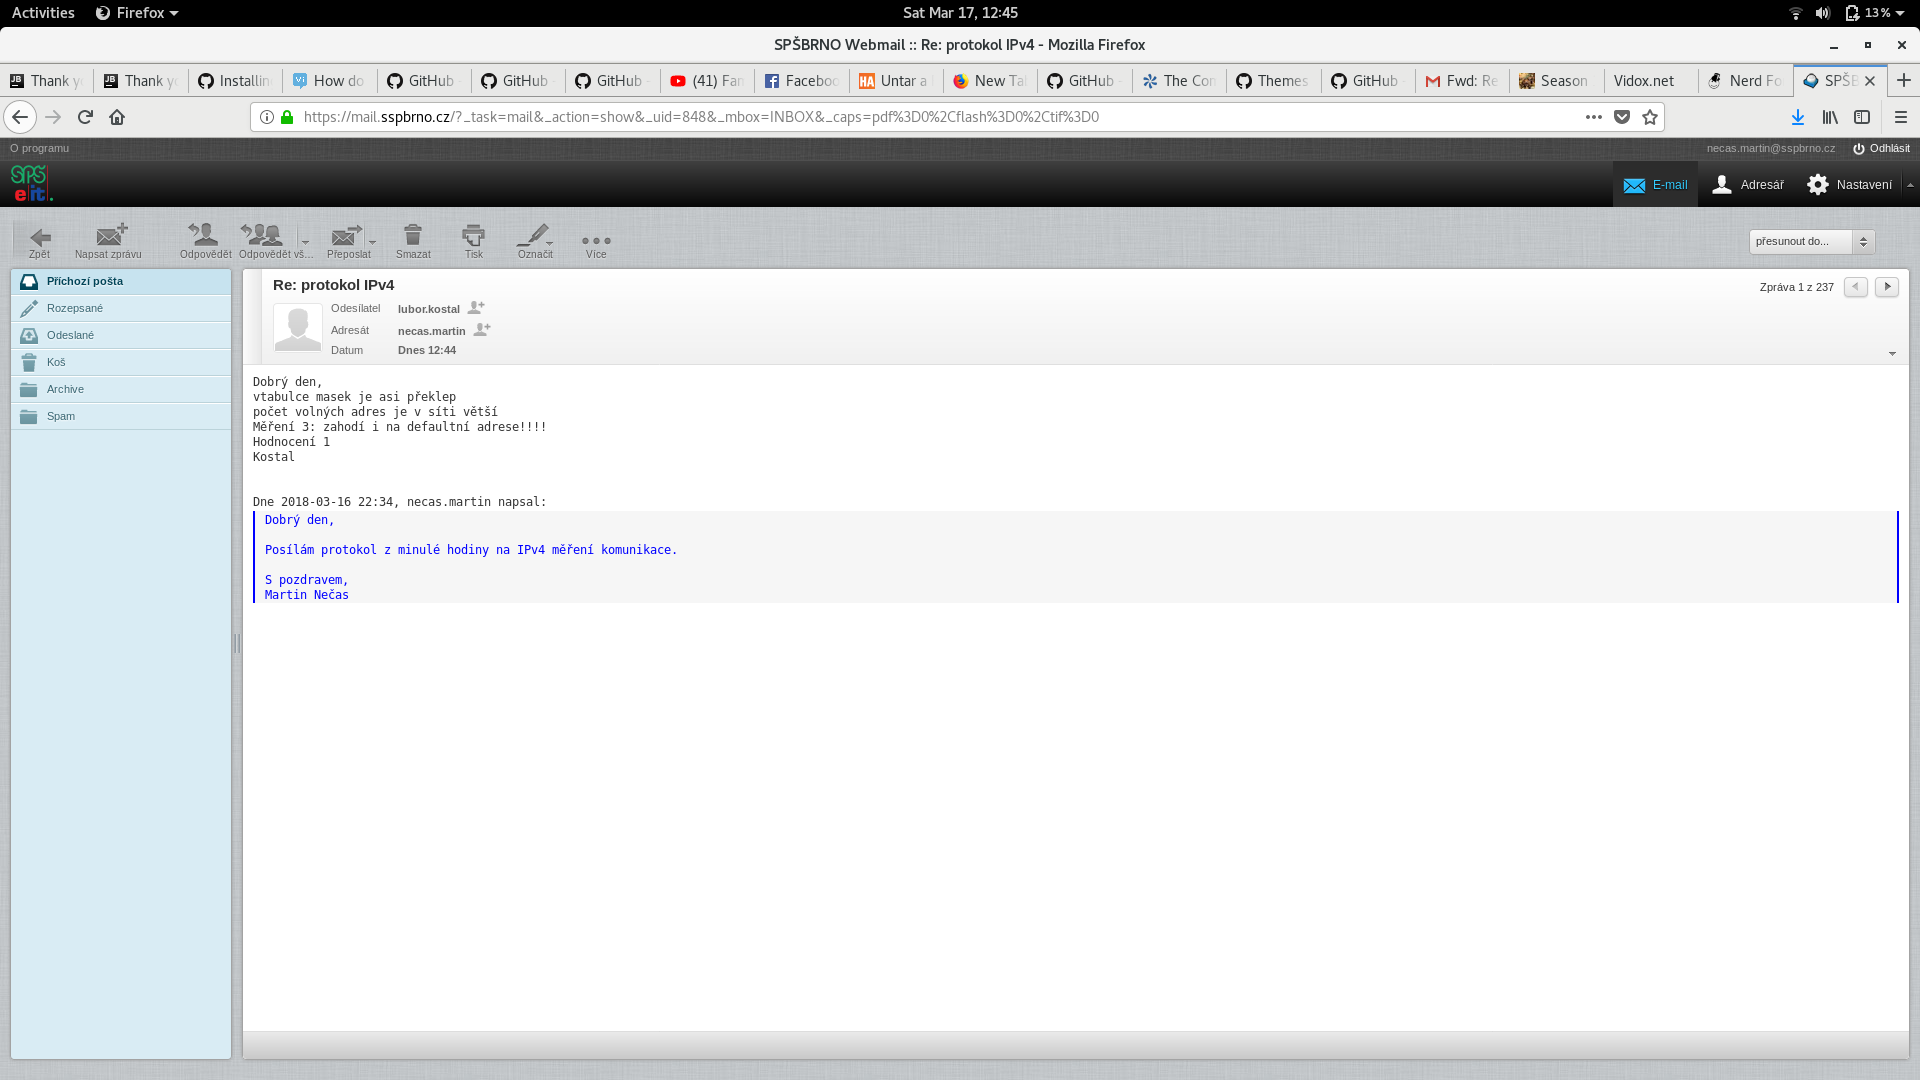 Activities Firefox Sat Mar 17, 12:45 13%
SPŠBRNO Webmail :: Re: protokol IPv4 - Mozilla Firefox
Thank y Thank yo Installin How do GitHub GitHub GitHub (41) Fan Faceboo Untar a New Ta GitHub The Con Themes GitHub Fwd: Re Season Vidox.net Nerd Fo SPŠB
https://mail.sspbrno.cz/?_task=mail&_action=show&_uid=848&_mbox=INBOX&_caps=pdf%3D0%2Cflash%3D0%2Ctif%3D0
O programu necas.martin@sspbrno.cz Odhlásit
SPŠ
eit. E-mail Adresář Nastavení
Zpět Napsat zprávu Odpovědět Odpovědět vš... Přeposlat Smazat Tisk Označit Více přesunout do...
Příchozí pošta
Rozepsané
Odeslané
Koš
Archive
Spam
Re: protokol IPv4 Zpráva 1 z 237
Odesílatel lubor.kostal
Adresát necas.martin
Datum Dnes 12:44
Dobrý den,
vtabulce masek je asi překlep
počet volných adres je v síti větší
Měření 3: zahodí i na defaultní adrese!!!!
Hodnocení 1
Kostal
Dne 2018-03-16 22:34, necas.martin napsal:
Dobrý den,
Posílám protokol z minulé hodiny na IPv4 měření komunikace.
S pozdravem,
Martin Nečas